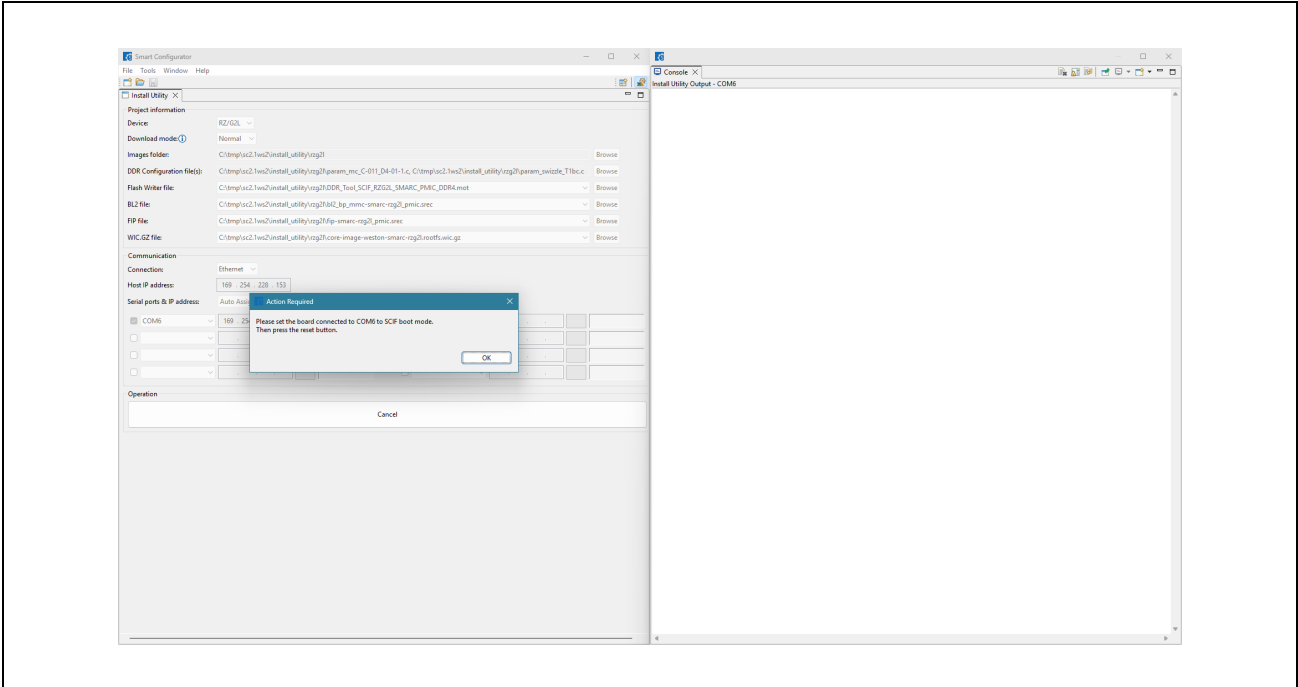 Smart Configurator
File Tools Window Help
Install Utility
Project information
Device: RZ/G2L
Download mode: Normal
Images folder: C:\tmp\sc2.1ws2\install_utility\rzg2l Browse
DDR Configuration file(s): C:\tmp\sc2.1ws2\install_utility\rzg2l\param_mc_C-011_D4-01-1.c, C:\tmp\sc2.1ws2\install_utility\rzg2l\param_swizzle_T1bc.c Browse
Flash Writer file: C:\tmp\sc2.1ws2\install_utility\rzg2l\DDR_Tool_SCIF_RZG2L_SMARC_PMIC_DDR4.mot Browse
BL2 file: C:\tmp\sc2.1ws2\install_utility\rzg2l\bl2_bp_mmc-smarc-rzg2l_pmic.srec Browse
FIP file: C:\tmp\sc2.1ws2\install_utility\rzg2l\fip-smarc-rzg2l_pmic.srec Browse
WIC.GZ file: C:\tmp\sc2.1ws2\install_utility\rzg2l\core-image-weston-smarc-rzg2l.rootfs.wic.gz Browse
Communication
Connection: Ethernet
Host IP address: 169 . 254 . 228 . 153
Serial ports & IP address: Auto Assi
COM6 169 . 25
Action Required
Please set the board connected to COM6 to SCIF boot mode.
Then press the reset button.
OK
Operation
Cancel
Console
Install Utility Output - COM6